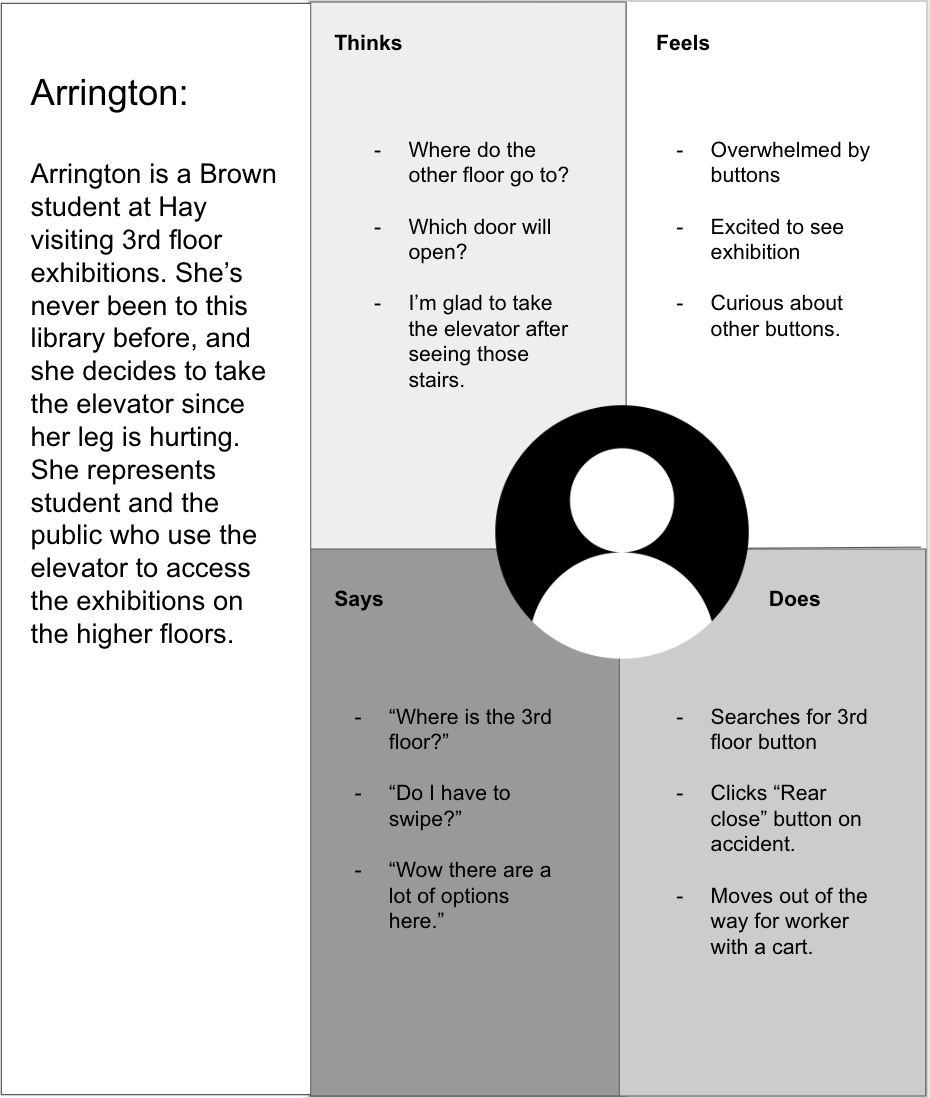 Arrington:
Arrington is a Brown
student at Hay
visiting 3rd floor
exhibitions. She’s
never been to this
library before, and
she decides to take
the elevator since
her leg is hurting.
She represents
student and the
public who use the
elevator to access
the exhibitions on
the higher floors.
Thinks
- Where do the
other floor go to?
- Which door will
open?
- I’m glad to take
the elevator after
seeing those
stairs.
Feels
- Overwhelmed by
buttons
- Excited to see
exhibition
- Curious about
other buttons.
Says
- “Where is the 3rd
floor?”
- “Do I have to
swipe?”
- “Wow there are a
lot of options
here.”
Does
- Searches for 3rd
floor button
- Clicks “Rear
close” button on
accident.
- Moves out of the
way for worker
with a cart.